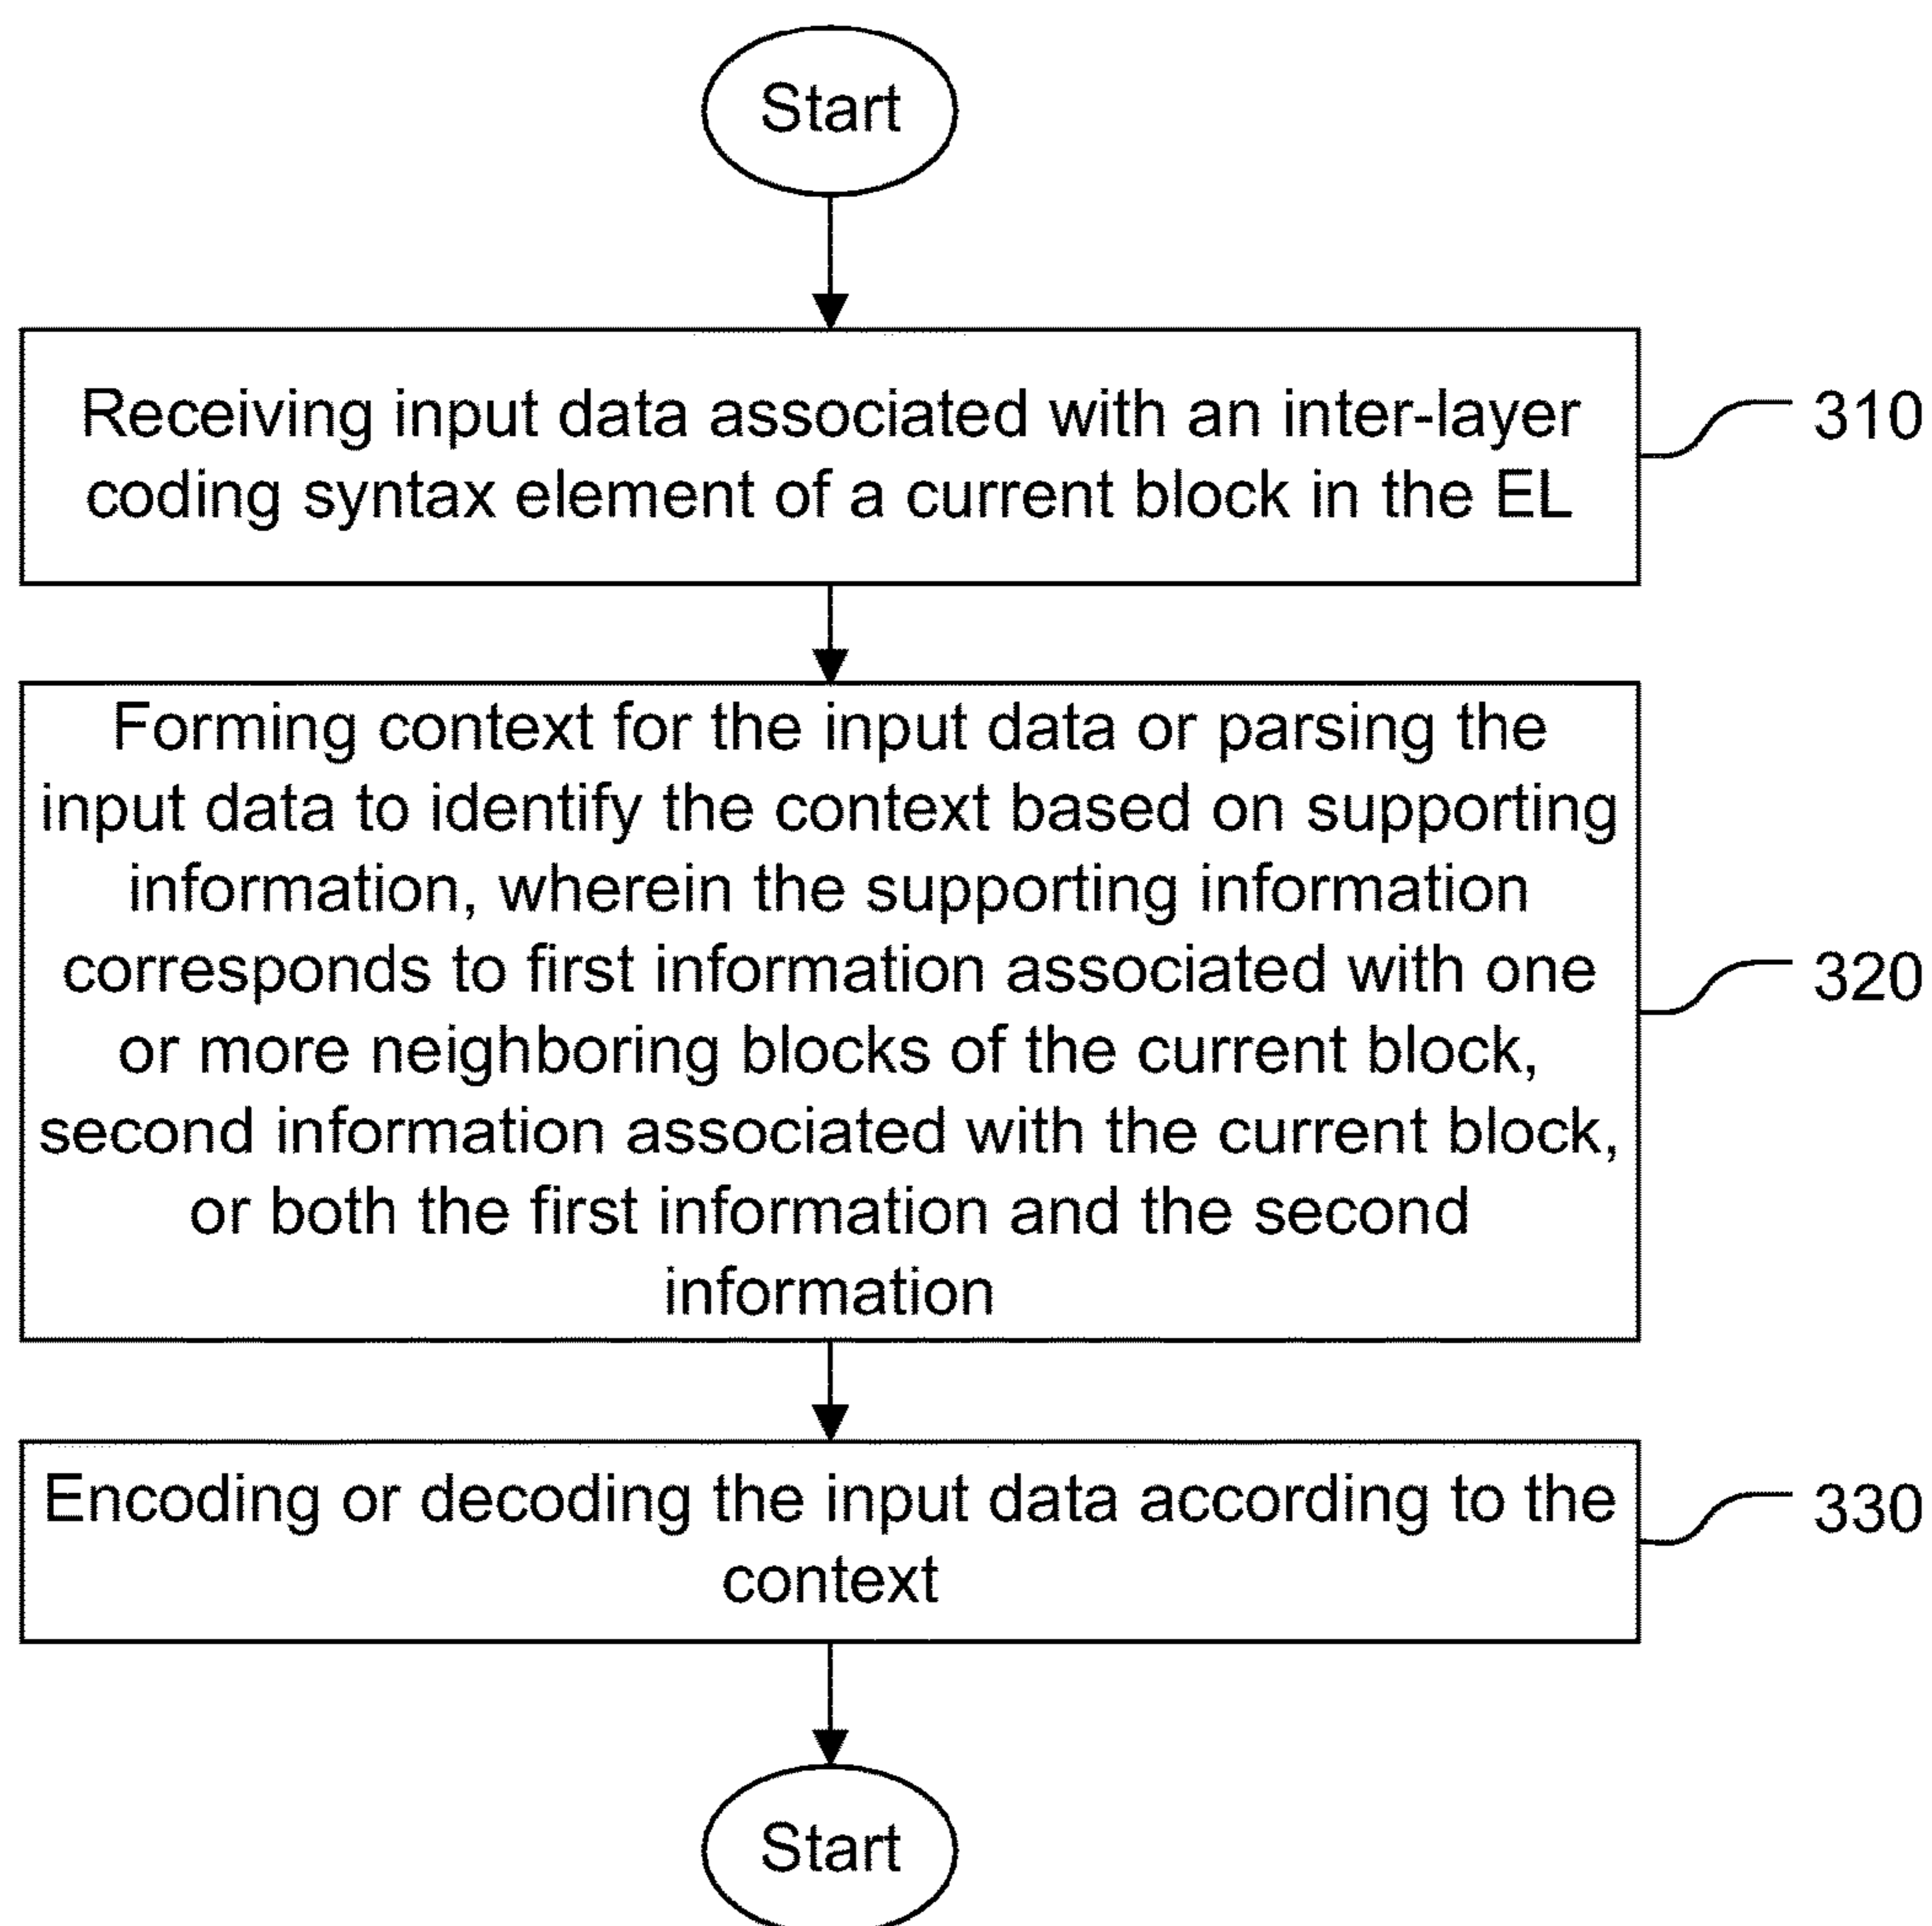 Start
Receiving input data associated with an inter-layer
coding syntax element of a current block in the EL
310
Forming context for the input data or parsing the
input data to identify the context based on supporting
information, wherein the supporting information
corresponds to first information associated with one
or more neighboring blocks of the current block,
second information associated with the current block,
or both the first information and the second
information
320
Encoding or decoding the input data according to the
context
330
Start